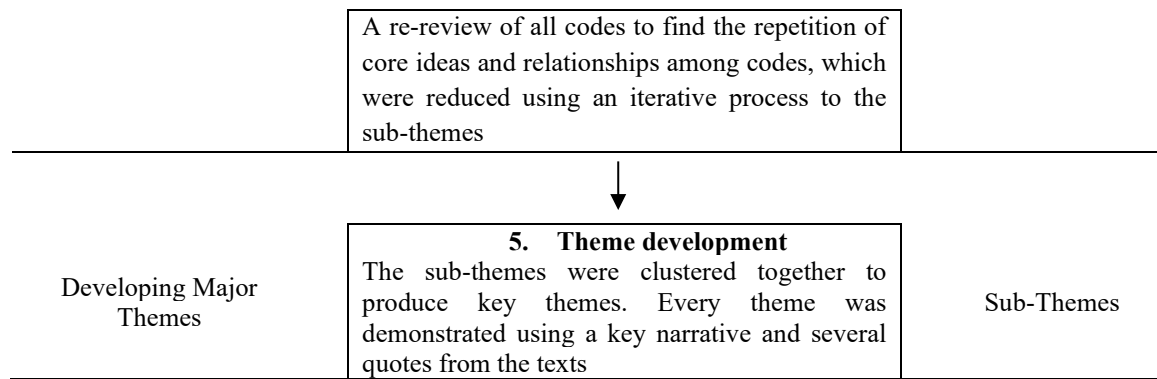 A re-review of all codes to find the repetition of
core ideas and relationships among codes, which
were reduced using an iterative process to the
sub-themes
5. Theme development
The sub-themes were clustered together to
produce key themes. Every theme was
demonstrated using a key narrative and several
quotes from the texts
Developing Major
Themes
Sub-Themes